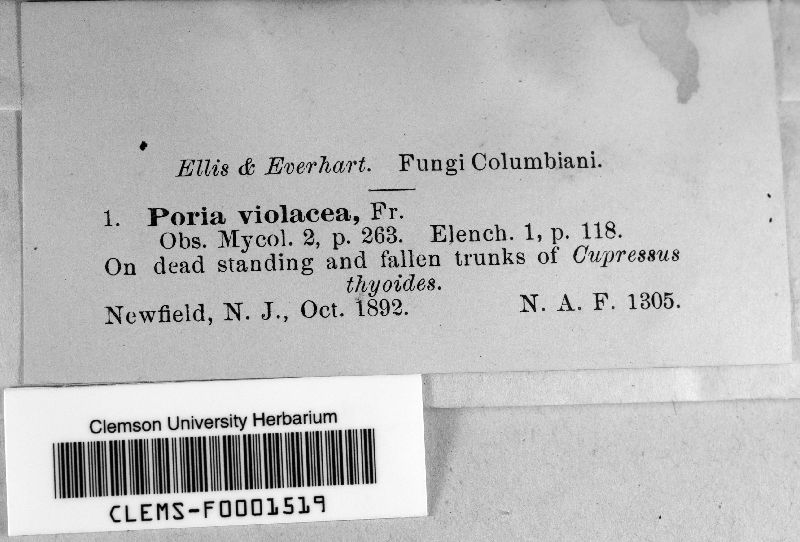 Ellis & Everhart. Fungi Columbiani.
1. Poria violacea, Fr.
Obs. Mycol. 2, p. 263. Elench. 1, p. 118.
On dead standing and fallen trunks of Cupressus
thyoides.
Newfield, N. J., Oct. 1892. N. A. F. 1305.
Clemson University Herbarium
CLEMS-F0001519